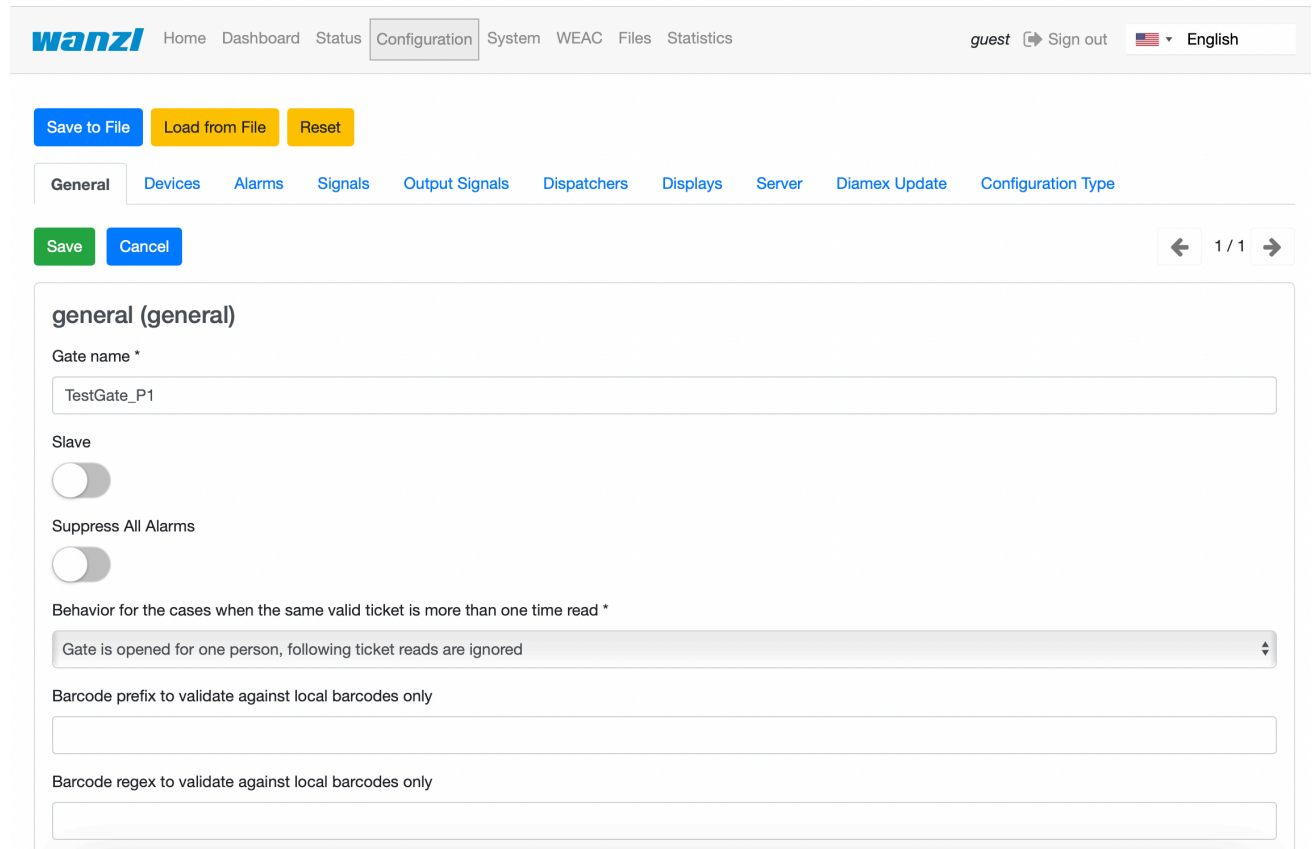 wanzl Home Dashboard Status Configuration System WEAC Files Statistics guest Sign out English
Save to File Load from File Reset
General Devices Alarms Signals Output Signals Dispatchers Displays Server Diamex Update Configuration Type
Save Cancel 1 / 1
general (general)
Gate name *
TestGate_P1
Slave
Suppress All Alarms
Behavior for the cases when the same valid ticket is more than one time read *
Gate is opened for one person, following ticket reads are ignored
Barcode prefix to validate against local barcodes only
Barcode regex to validate against local barcodes only